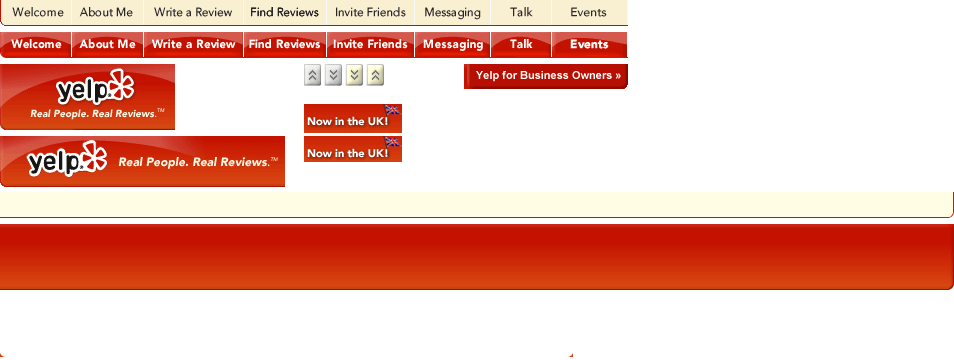 Welcome About Me Write a Review Find Reviews Invite Friends Messaging Talk Events
Welcome About Me Write a Review Find Reviews Invite Friends Messaging Talk Events
yelp
Real People. Real Reviews.™
Yelp for Business Owners »
Now in the UK!
yelp Real People. Real Reviews.™
Now in the UK!